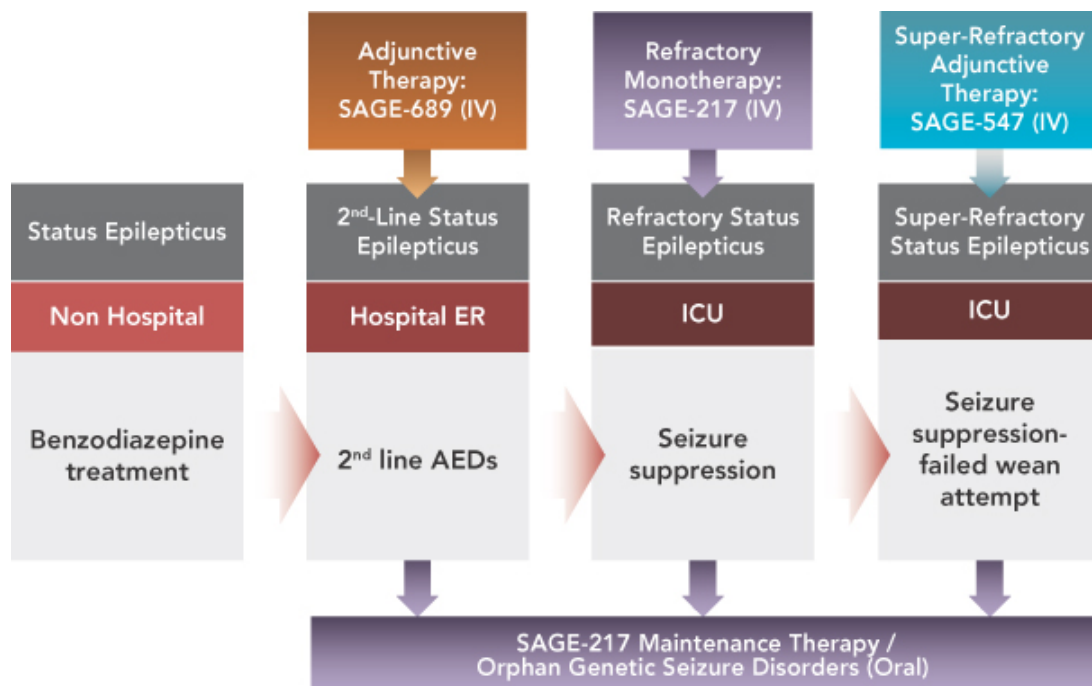 Adjunctive
Therapy:
SAGE-689 (IV)
Refractory
Monotherapy:
SAGE-217 (IV)
Super-Refractory
Adjunctive
Therapy:
SAGE-547 (IV)
Status Epilepticus
2nd-Line Status
Epilepticus
Refractory Status
Epilepticus
Super-Refractory
Status Epilepticus
Non Hospital
Hospital ER
ICU
ICU
Benzodiazepine
treatment
2nd line AEDs
Seizure
suppression
Seizure
suppression-
failed wean
attempt
SAGE-217 Maintenance Therapy /
Orphan Genetic Seizure Disorders (Oral)